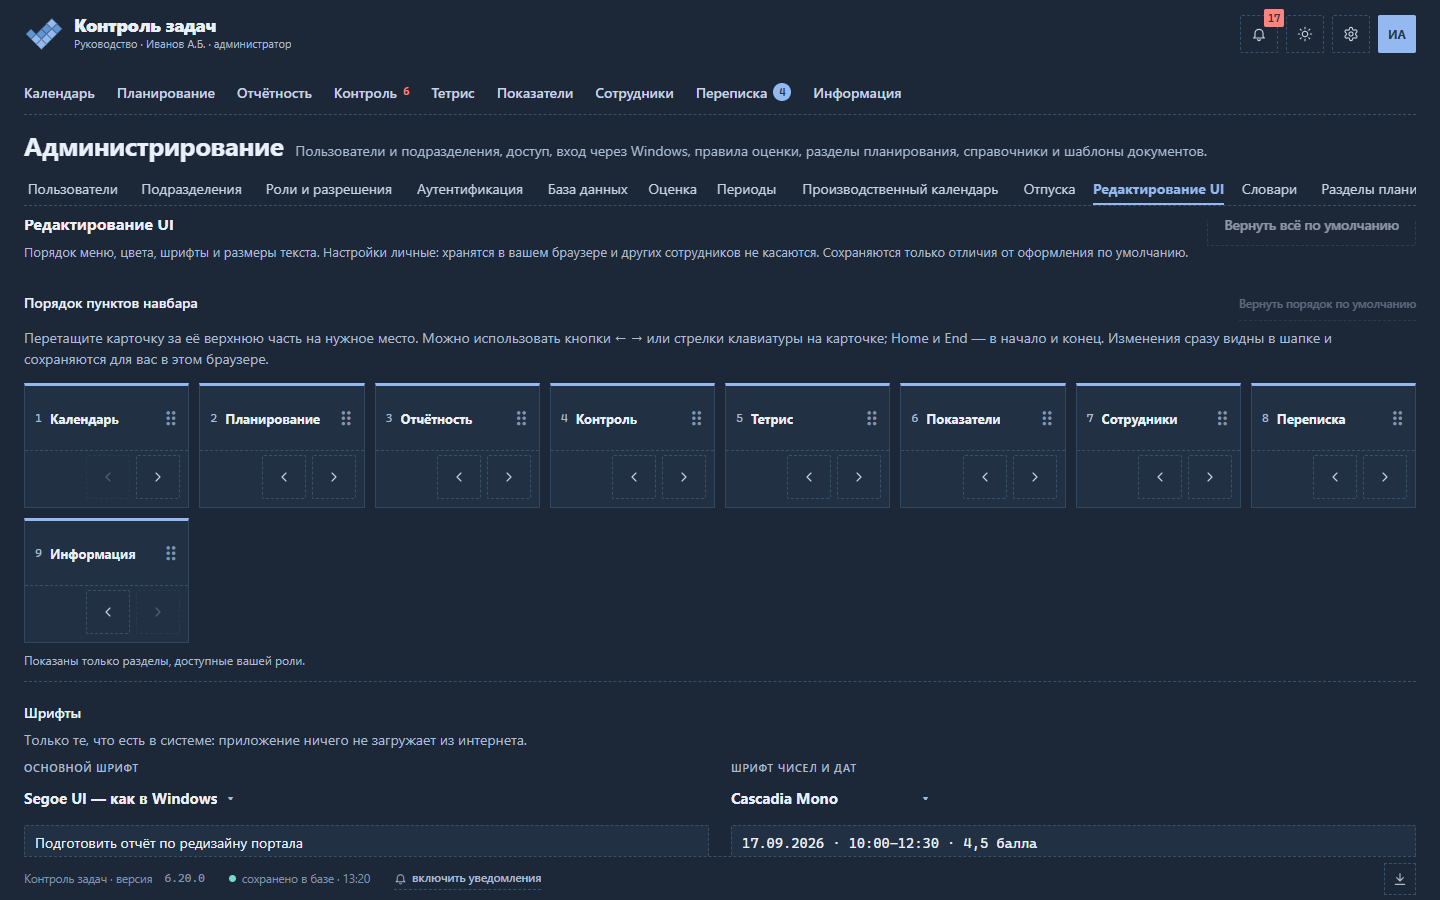 Контроль задач
Руководство · Иванов А.Б. · администратор
17
ИА
Календарь Планирование Отчётность Контроль 6 Тетрис Показатели Сотрудники Переписка 4 Информация
Администрирование Пользователи и подразделения, доступ, вход через Windows, правила оценки, разделы планирования, справочники и шаблоны документов.
Пользователи Подразделения Роли и разрешения Аутентификация База данных Оценка Периоды Производственный календарь Отпуска Редактирование UI Словари Разделы плани
Редактирование UI Вернуть всё по умолчанию
Порядок меню, цвета, шрифты и размеры текста. Настройки личные: хранятся в вашем браузере и других сотрудников не касаются. Сохраняются только отличия от оформления по умолчанию.
Порядок пунктов навбара Вернуть порядок по умолчанию
Перетащите карточку за её верхнюю часть на нужное место. Можно использовать кнопки ← → или стрелки клавиатуры на карточке; Home и End — в начало и конец. Изменения сразу видны в шапке и
сохраняются для вас в этом браузере.
1 Календарь 2 Планирование 3 Отчётность 4 Контроль 5 Тетрис 6 Показатели 7 Сотрудники 8 Переписка
9 Информация
Показаны только разделы, доступные вашей роли.
Шрифты
Только те, что есть в системе: приложение ничего не загружает из интернета.
ОСНОВНОЙ ШРИФТ ШРИФТ ЧИСЕЛ И ДАТ
Segoe UI — как в Windows Cascadia Mono
Подготовить отчёт по редизайну портала 17.09.2026 · 10:00–12:30 · 4,5 балла
Контроль задач · версия 6.20.0 сохранено в базе · 13:20 включить уведомления